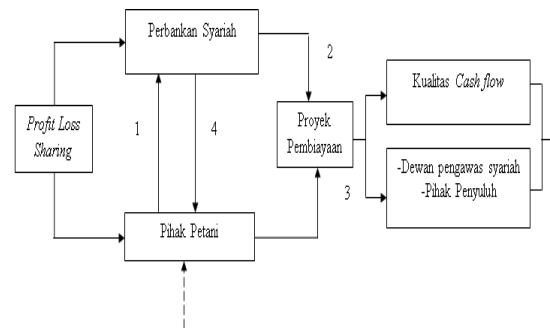 Perbankan Syariah
2
Kualitas Cash flow
Profit Loss
Sharing
1
4
Proyek
Pembiayaan
3
-Dewan pengawas syariah
-Pihak Penyuluh
Pihak Petani